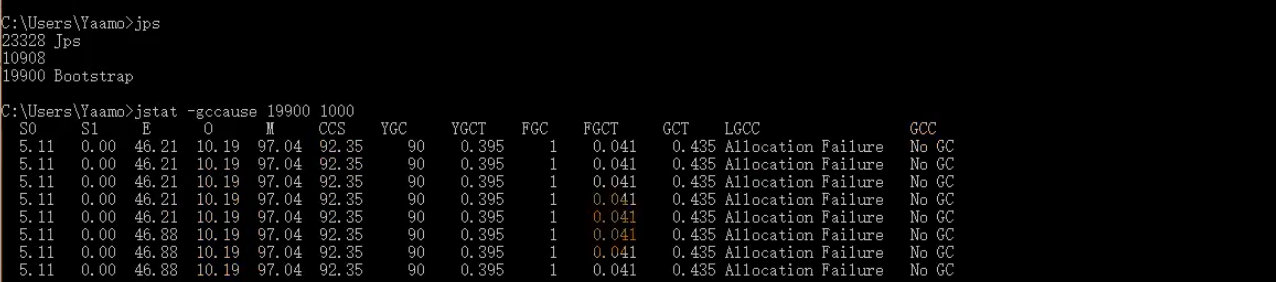 C:\Users\Yaamo>jps
23328 Jps
10908
19900 Bootstrap
C:\Users\Yaamo>jstat -gccause 19900 1000
S0 S1 E O M CCS YGC YGCT FGC FGCT GCT LGCC GCC
5.11 0.00 46.21 10.19 97.04 92.35 90 0.395 1 0.041 0.435 Allocation Failure No GC
5.11 0.00 46.21 10.19 97.04 92.35 90 0.395 1 0.041 0.435 Allocation Failure No GC
5.11 0.00 46.21 10.19 97.04 92.35 90 0.395 1 0.041 0.435 Allocation Failure No GC
5.11 0.00 46.21 10.19 97.04 92.35 90 0.395 1 0.041 0.435 Allocation Failure No GC
5.11 0.00 46.21 10.19 97.04 92.35 90 0.395 1 0.041 0.435 Allocation Failure No GC
5.11 0.00 46.88 10.19 97.04 92.35 90 0.395 1 0.041 0.435 Allocation Failure No GC
5.11 0.00 46.88 10.19 97.04 92.35 90 0.395 1 0.041 0.435 Allocation Failure No GC
5.11 0.00 46.88 10.19 97.04 92.35 90 0.395 1 0.041 0.435 Allocation Failure No GC